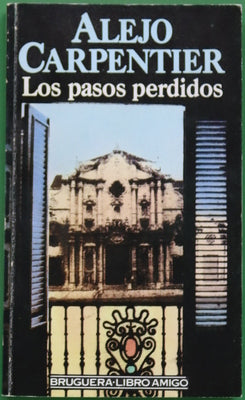 ALEJO
CARPENTIER
Los pasos perdidos
BRUGUERA·LIBRO AMIGO